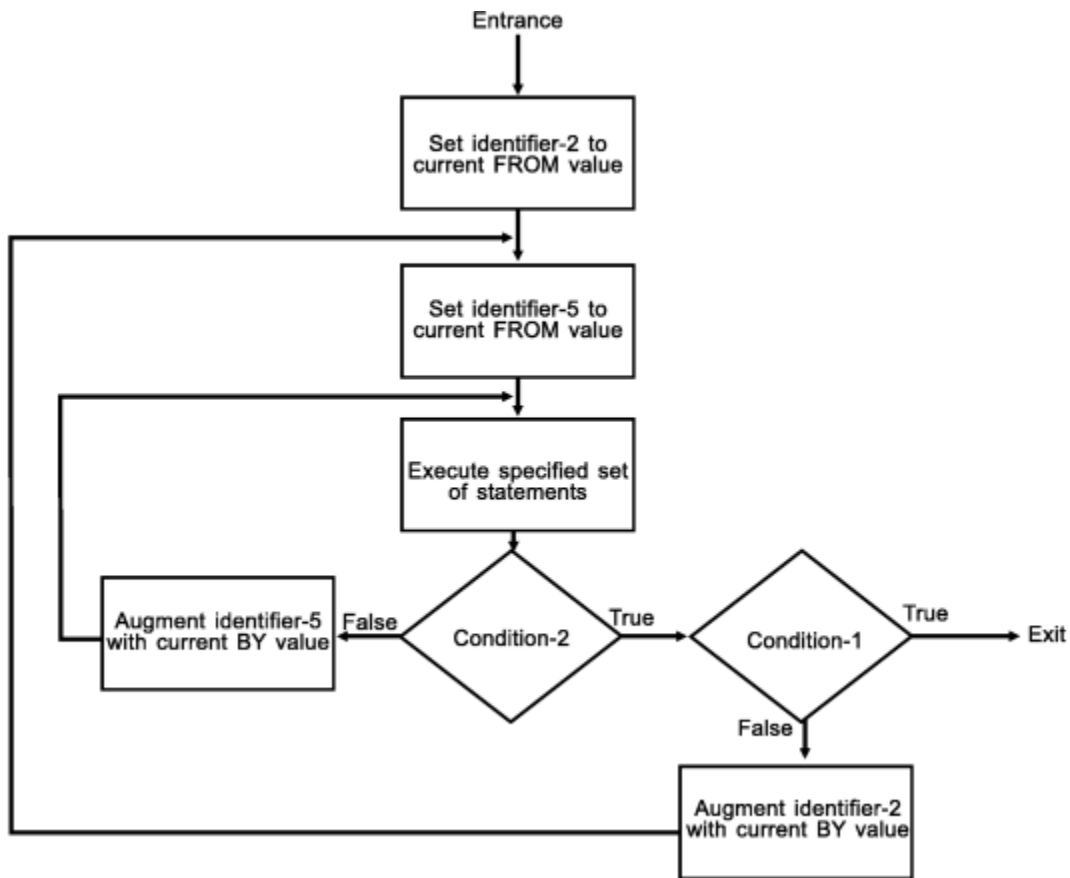 Entrance
Set identifier-2 to
current FROM value
Set identifier-5 to
current FROM value
Execute specified set
of statements
Augment identifier-5
with current BY value
False
Condition-2
True
Condition-1
True
Exit
False
Augment identifier-2
with current BY value